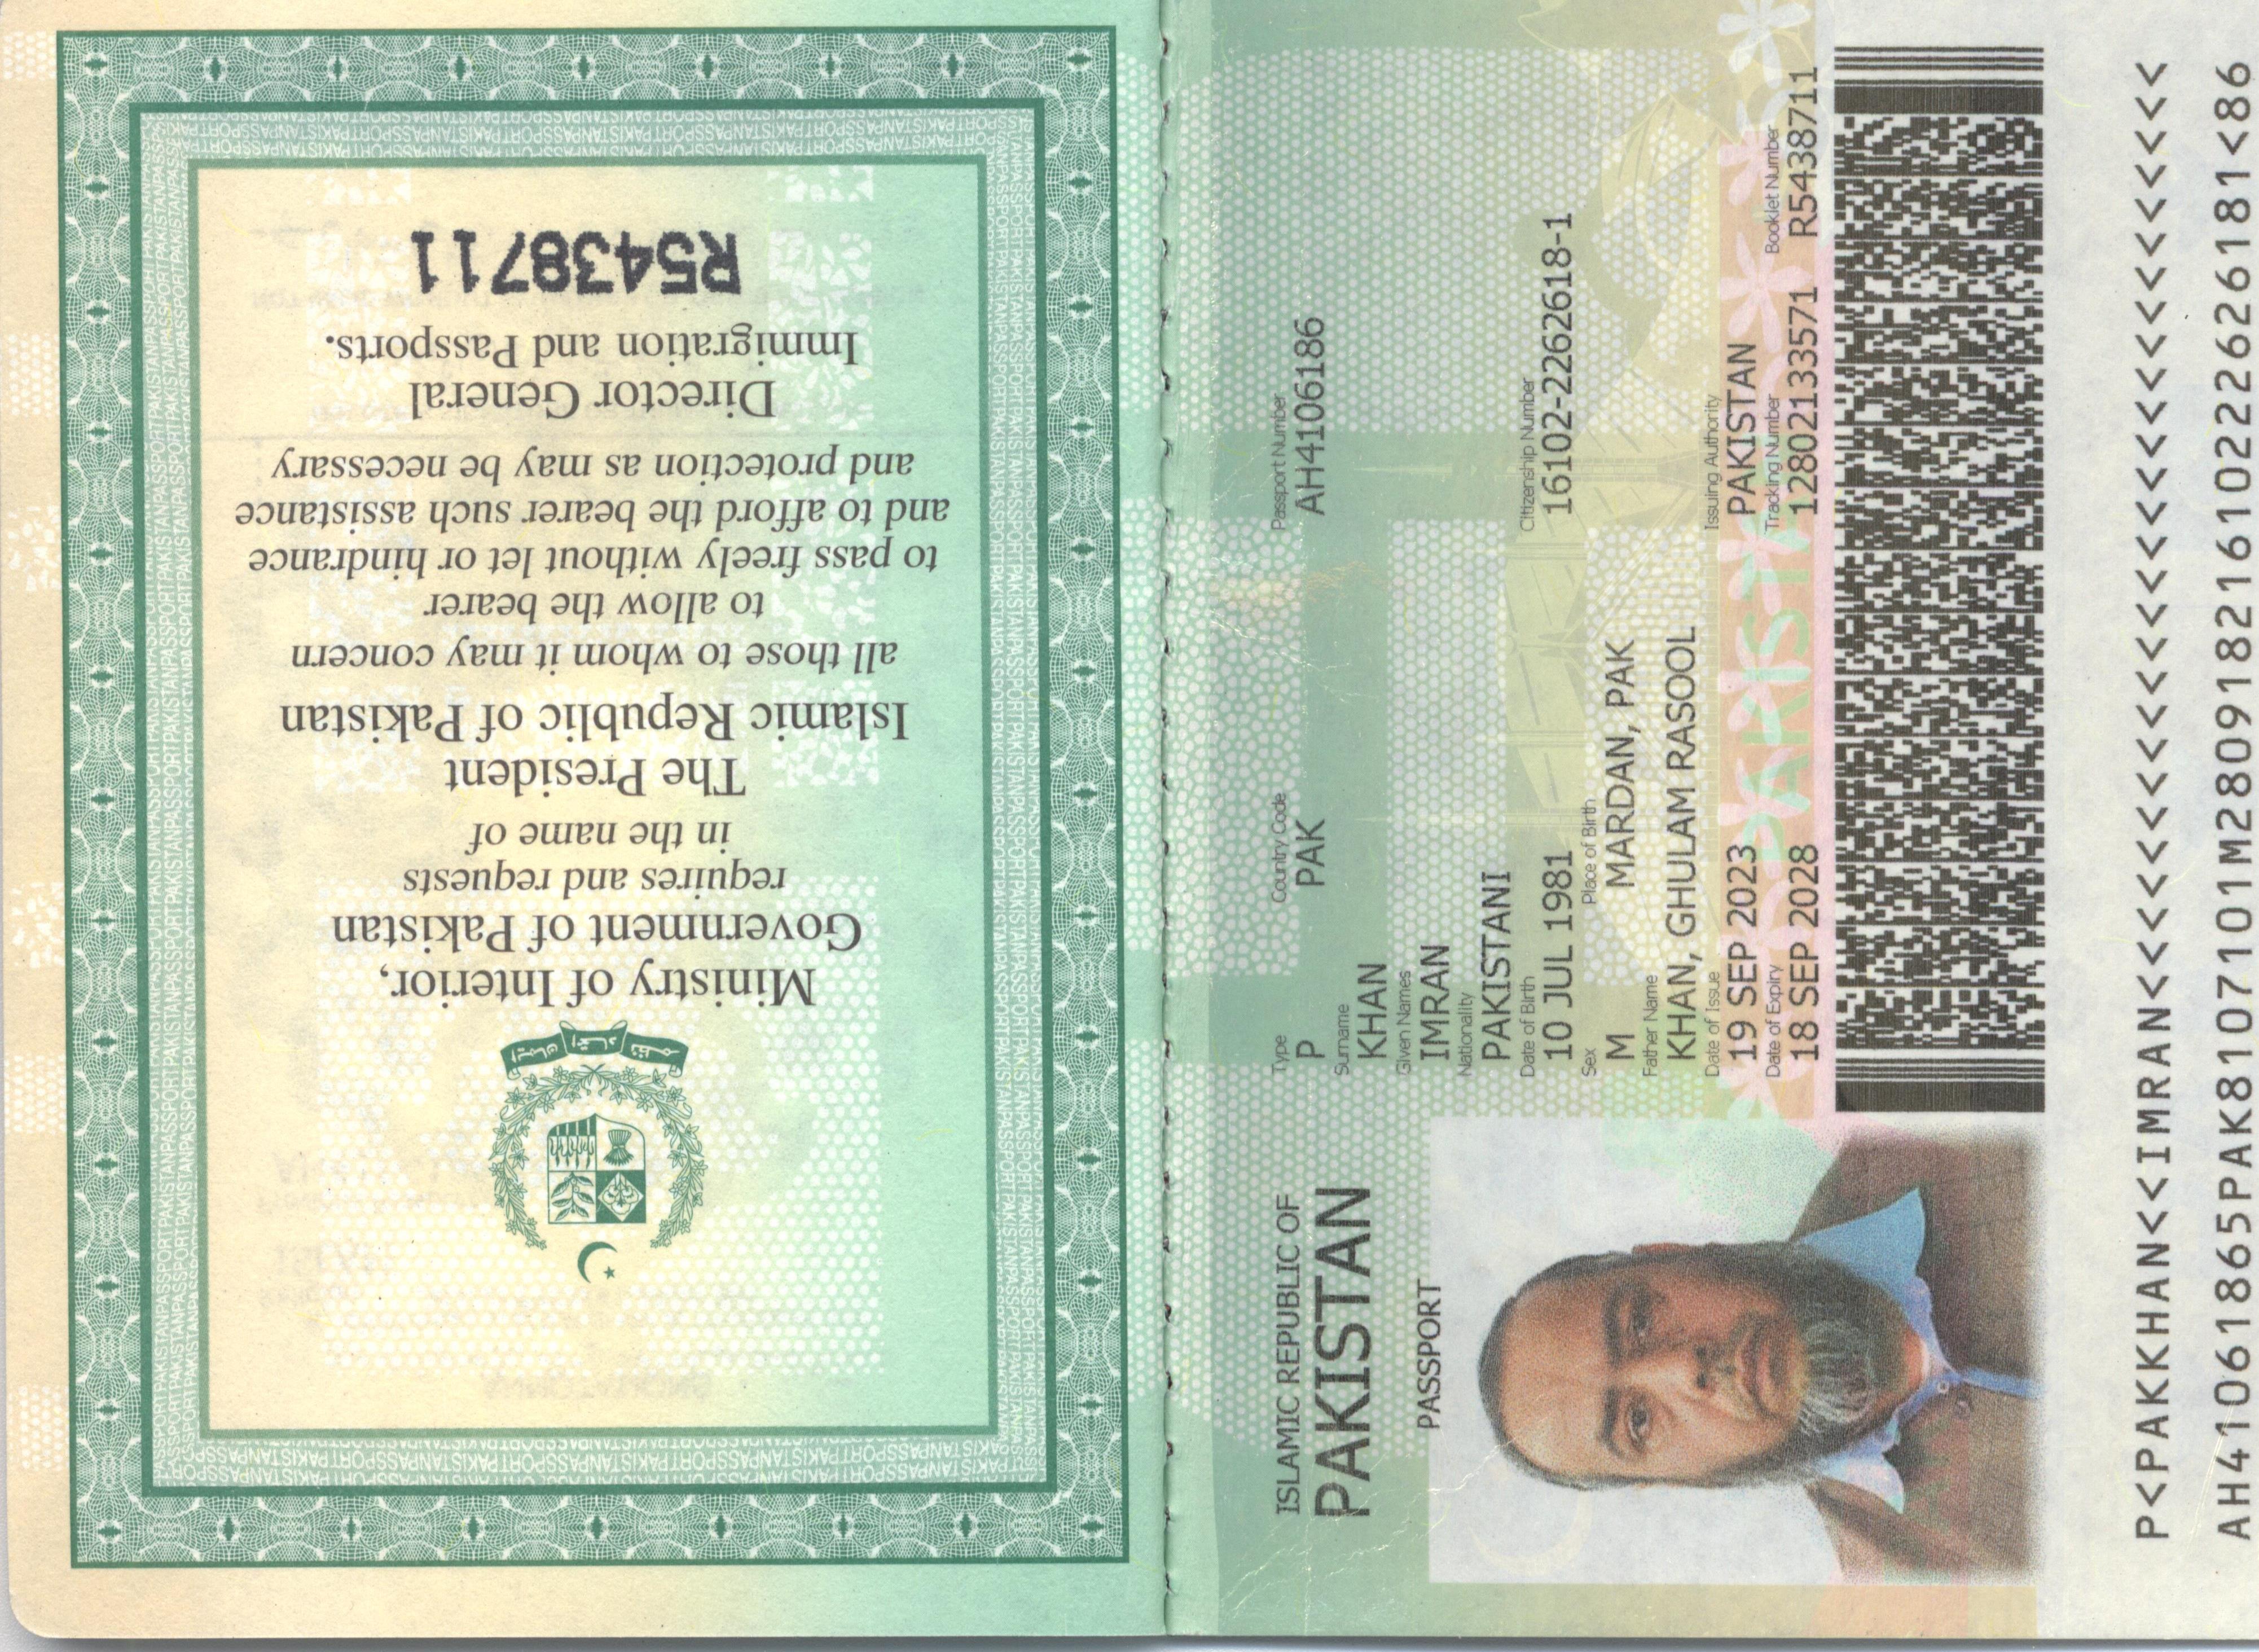 Ministry of Interior,
Government of Pakistan
requires and requests
in the name of
The President
Islamic Republic of Pakistan
all those to whom it may concern
to allow the bearer
to pass freely without let or hindrance
and to afford the bearer such assistance
and protection as may be necessary
Director General
Immigration and Passports.
R5438711
ISLAMIC REPUBLIC OF
PAKISTAN
PASSPORT
Type Country Code Passport Number
P PAK AH4106186
Surname
KHAN
Given Names
IMRAN
Nationality
PAKISTANI
Date of Birth Citizenship Number
10 JUL 1981 16102-2262618-1
Sex Place of Birth
M MARDAN, PAK
Father Name
KHAN, GHULAM RASOOL
Date of Issue Issuing Authority
19 SEP 2023 PAKISTAN
Date of Expiry Tracking Number Booklet Number
18 SEP 2028 12802133571 R5438711
P<PAKKHAN<<IMRAN<<<<<<<<<<<<<<<<<<<<<<<<<<<<
AH41061865PAK8107101M28091821610222626181<86